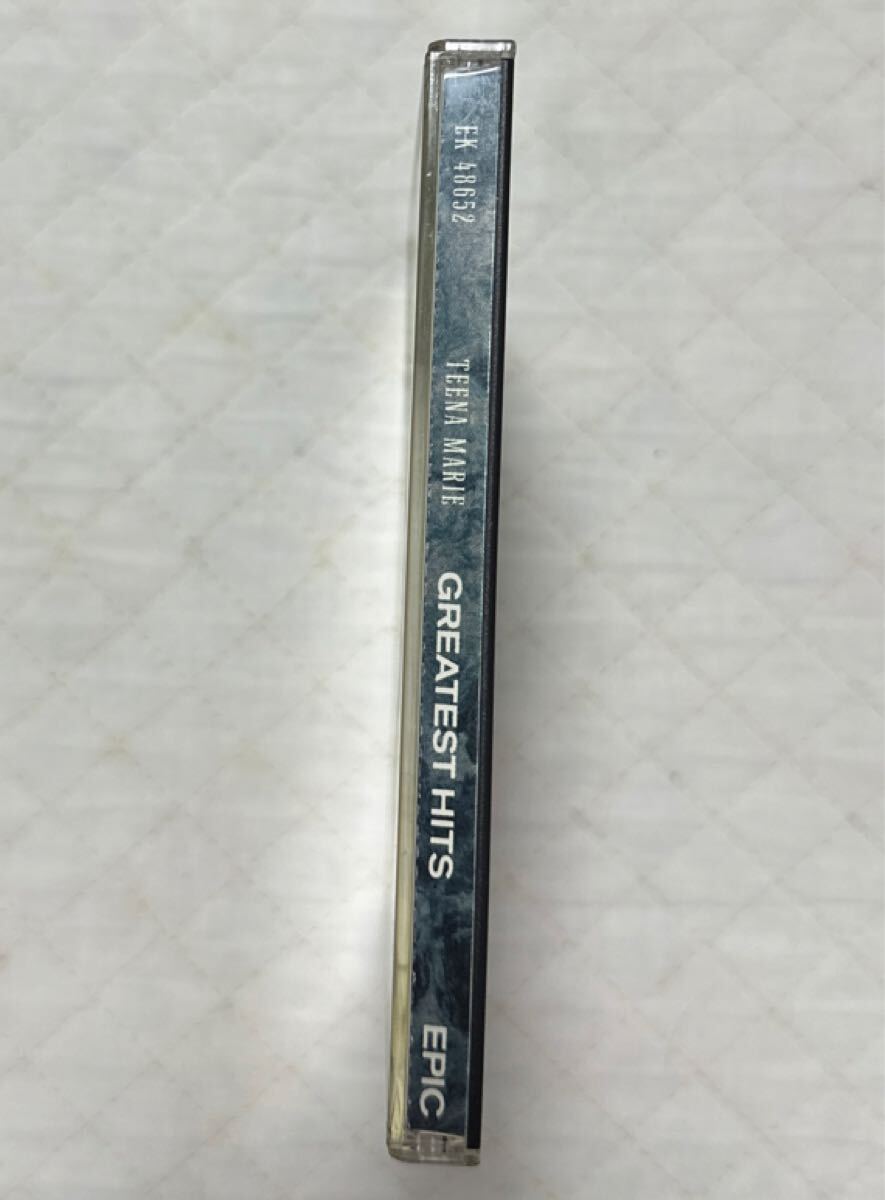 EK 48652
TEENA MARIE
GREATEST HITS
EPIC